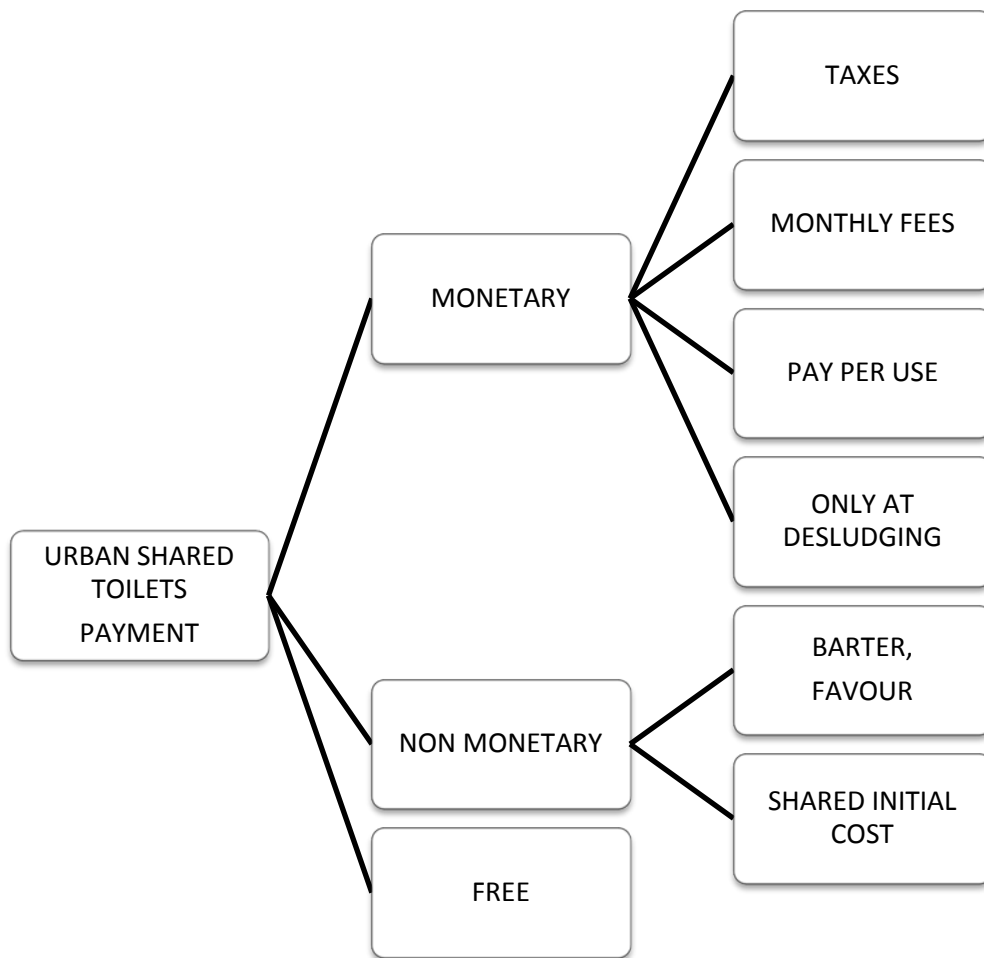 TAXES
MONTHLY FEES
MONETARY
PAY PER USE
ONLY AT
DESLUDGING
URBAN SHARED
TOILETS
PAYMENT
BARTER,
FAVOUR
NON MONETARY
SHARED INITIAL
COST
FREE